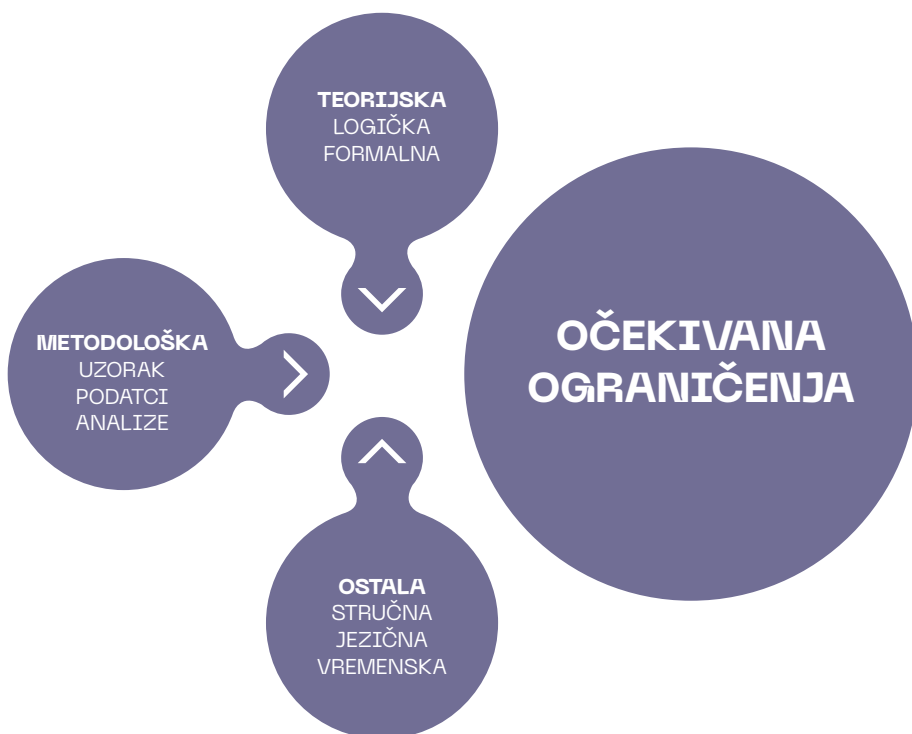 TEORIJSKA
LOGIČKA
FORMALNA
METODOLOŠKA
UZORAK
PODATCI
ANALIZE
OČEKIVANA
OGRANIČENJA
OSTALA
STRUČNA
JEZIČNA
VREMENSKA